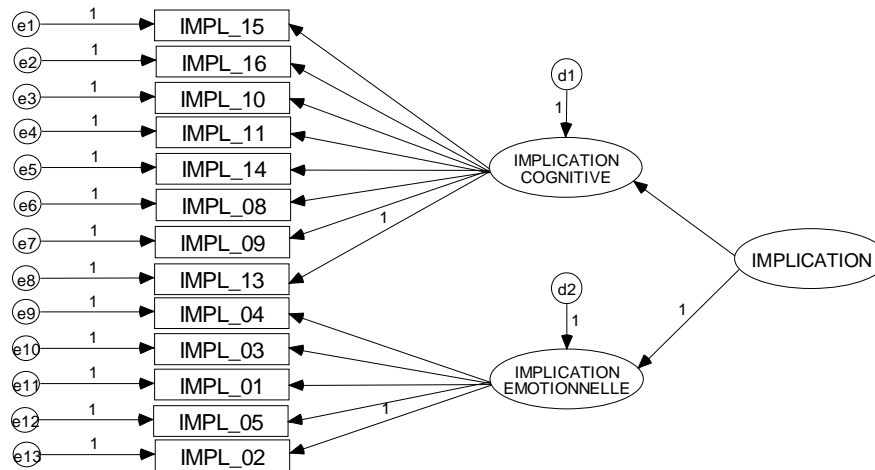 e1 1 IMPL_15
e2 1 IMPL_16
e3 1 IMPL_10
e4 1 IMPL_11
e5 1 IMPL_14
e6 1 IMPL_08
e7 1 IMPL_09
e8 1 IMPL_13
1
e9 1 IMPL_04
e10 1 IMPL_03
e11 1 IMPL_01
e12 1 IMPL_05
e13 1 IMPL_02
1
d1
1
IMPLICATION
COGNITIVE
d2
1
IMPLICATION
EMOTIONNELLE
1
IMPLICATION